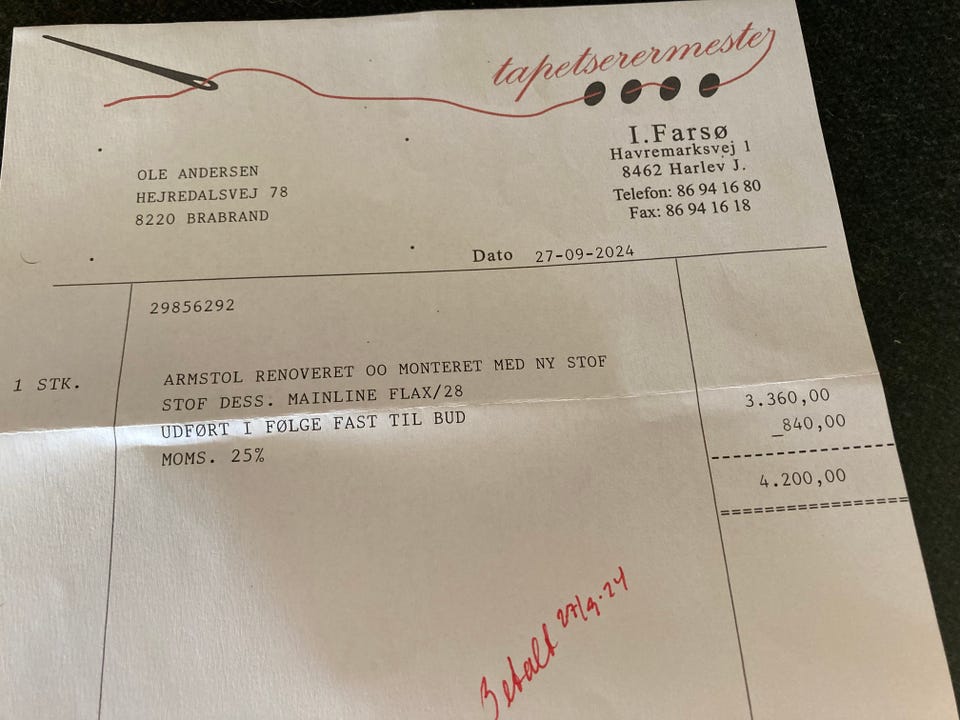 tapetserermester
I.Farsø
Havremarksvej 1
8462 Harlev J.
Telefon: 86 94 16 80
Fax: 86 94 16 18
OLE ANDERSEN
HEJREDALSVEJ 78
8220 BRABRAND
Dato 27-09-2024
29856292
1 STK. ARMSTOL RENOVERET OO MONTERET MED NY STOF
STOF DESS. MAINLINE FLAX/28 3.360,00
UDFØRT I FØLGE FAST TIL BUD _840,00
MOMS. 25%
4.200,00
Betalt 27/9.24